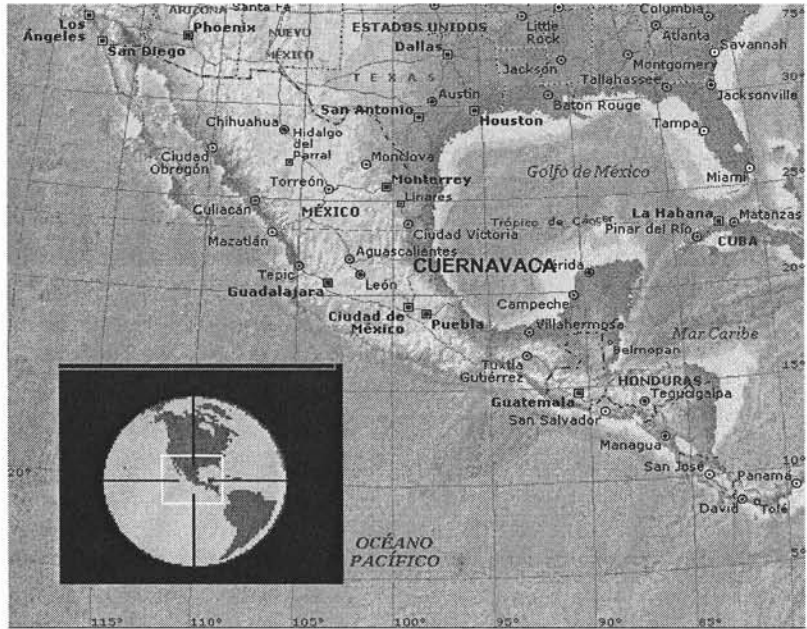 ARIZONA
Santa Fé
Los
Ángeles
Phoenix
NUEVO
MÉXICO
San Diego
ESTADOS UNIDOS
Dallas
Little
Rock
Columbia
75°
Atlanta
Savannah
Jackson
Montgomery
TEXAS
Tallahassee
30°
Austin
Baton Rouge
Jacksonville
San Antonio
Houston
Chihuahua
Hidalgo
del
Parral
Tampa
Ciudad
Obregón
Monclova
Golfo de México
Miami
25°
Torreón
Monterrey
Linares
Culiacán
MÉXICO
Trópico de Cáncer
La Habana
Matanzas
Pinar del Río
CUBA
Mazatlán
Ciudad Victoria
Aguascalientes
CUERNAVACA
Mérida
20°
Tepic
León
Guadalajara
Campeche
Ciudad de
México
Puebla
Villahermosa
Mar Caribe
Belmopan
Tuxtla
Gutiérrez
HONDURAS
15°
Guatemala
Tegucigalpa
San Salvador
Managua
20°
San José
Panamá
10°
David
Tolé
OCÉANO
PACÍFICO
5°
115°
110°
105°
100°
95°
90°
85°